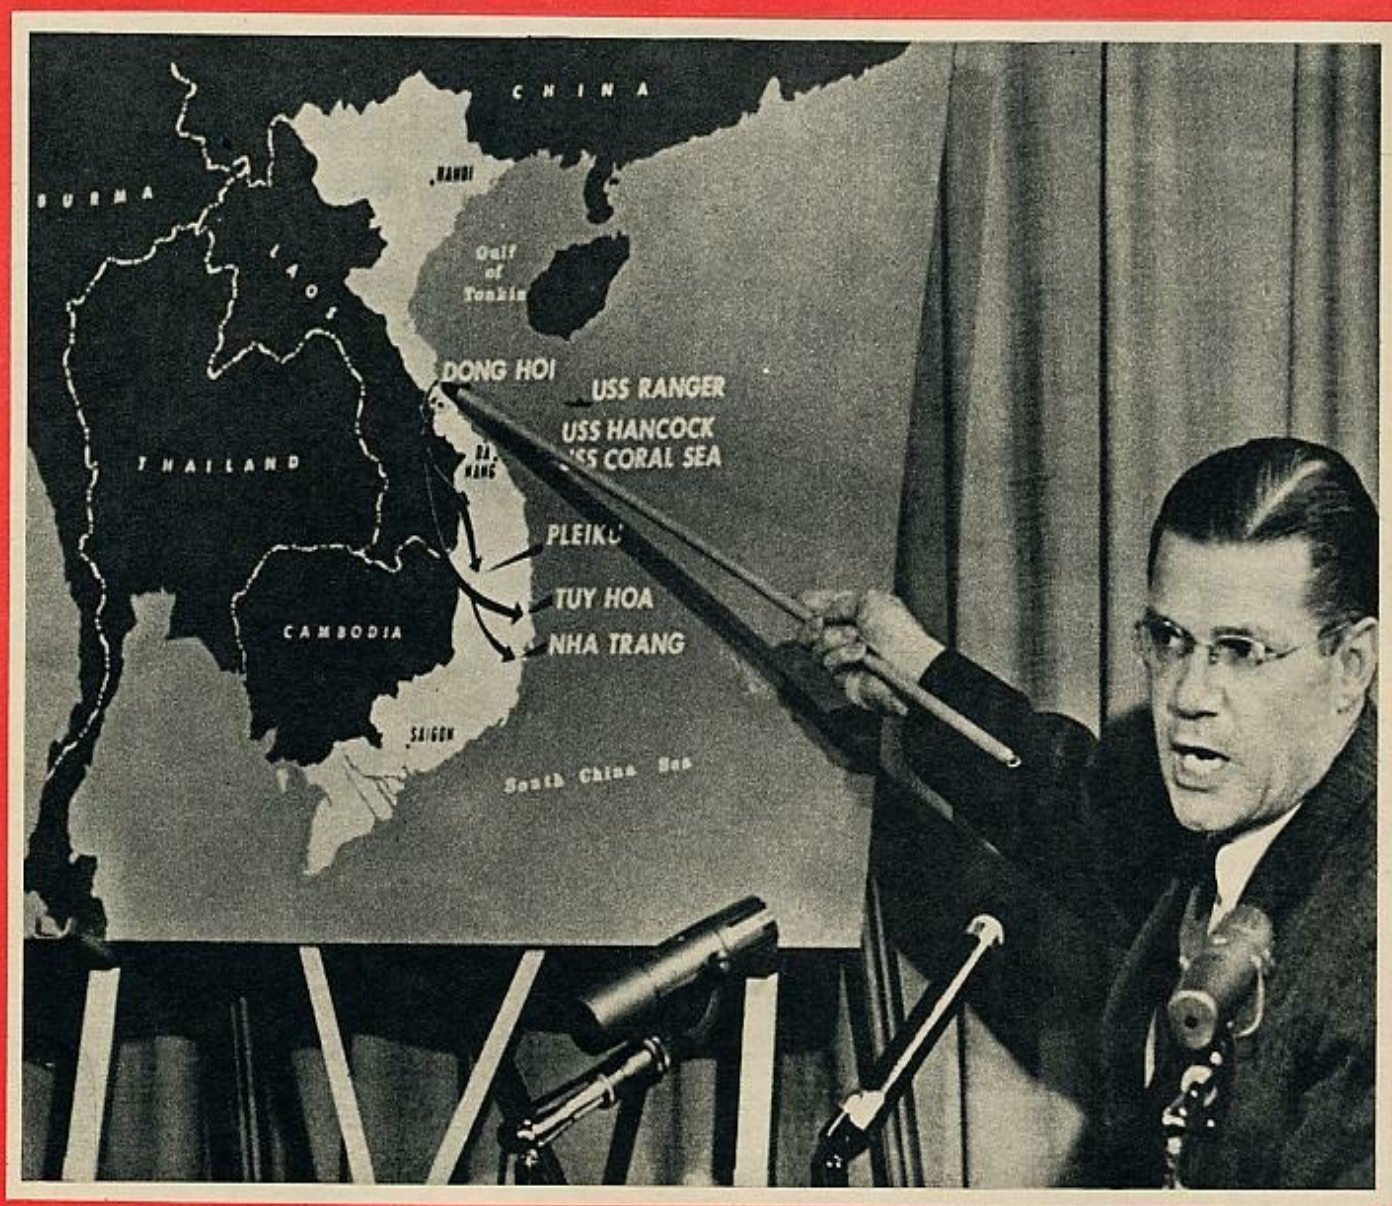 CHINA
HANOI
BURMA
LAOS
Gulf
of
Tonkin
DONG HOI
USS RANGER
USS HANCOCK
USS CORAL SEA
DA-
NANG
THAILAND
PLEIKU
TUY HOA
CAMBODIA
NHA TRANG
SAIGON
South China Sea